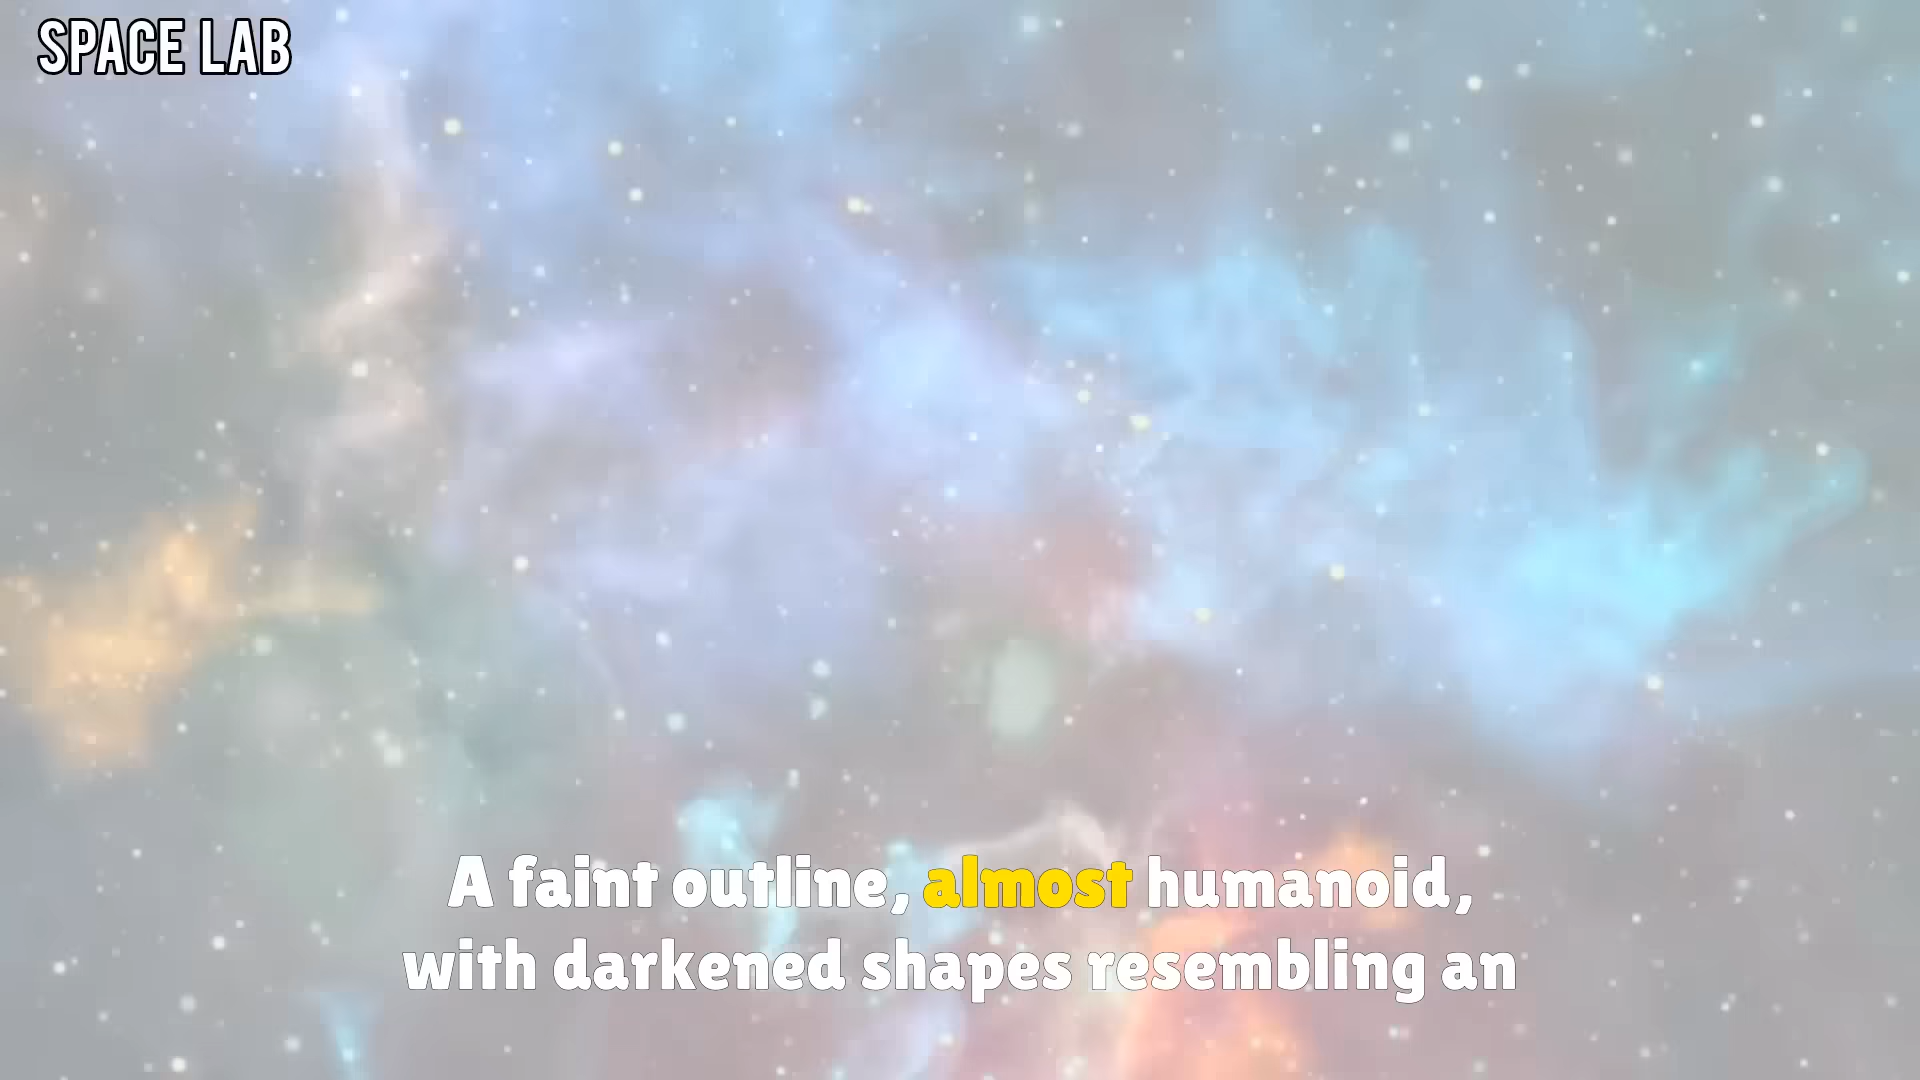 SPACE LAB
A faint outline, almost humanoid,
with darkened shapes resembling an